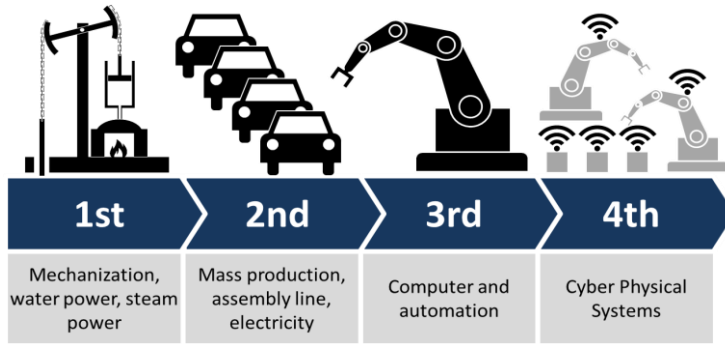 1st
2nd
3rd
4th
Mechanization,
water power, steam
power
Mass production,
assembly line,
electricity
Computer and
automation
Cyber Physical
Systems